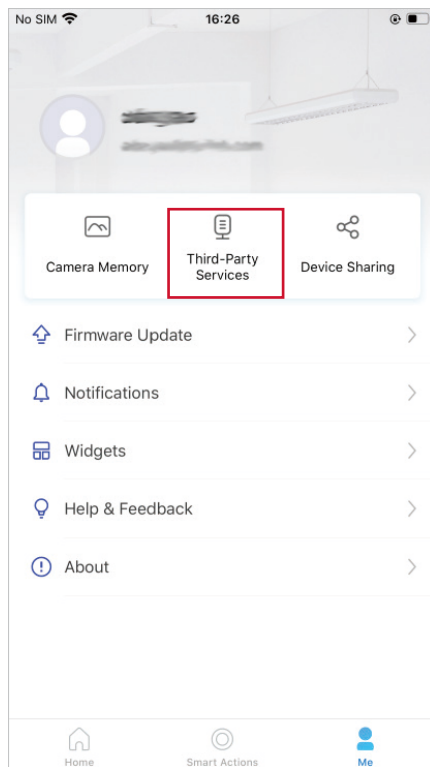 No SIM 16:26
Camera Memory
Third-Party
Services
Device Sharing
Firmware Update
Notifications
Widgets
Help & Feedback
About
Home
Smart Actions
Me